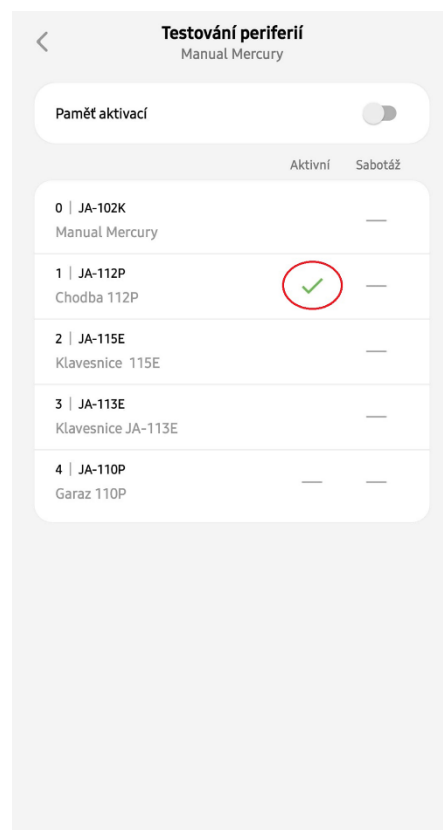 Testování periferií
Manual Mercury
Paměť aktivací
Aktivní Sabotáž
0 | JA-102K
Manual Mercury
1 | JA-112P
Chodba 112P
2 | JA-115E
Klavesnice 115E
3 | JA-113E
Klavesnice JA-113E
4 | JA-110P
Garaz 110P